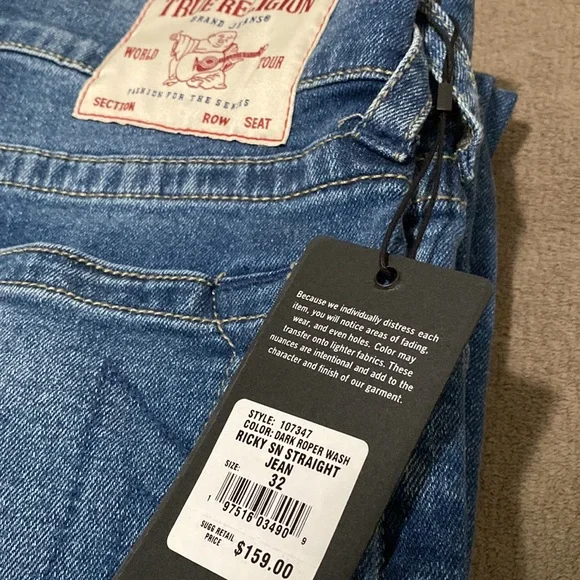 TRUE RELIGION
BRAND JEANS®
WORLD TOUR
FASHION FOR THE SENSES
SECTION ROW SEAT
Because we individually distress each
item, you will notice areas of fading,
wear, and even holes. Color may
transfer onto lighter fabrics. These
nuances are intentional and add to the
character and finish of our garment.
STYLE: 107347
COLOR: DARK ROPER WASH
RICKY SN STRAIGHT
JEAN
SIZE: 32
1 97516 03490 9
SUGG RETAIL
PRICE $159.00